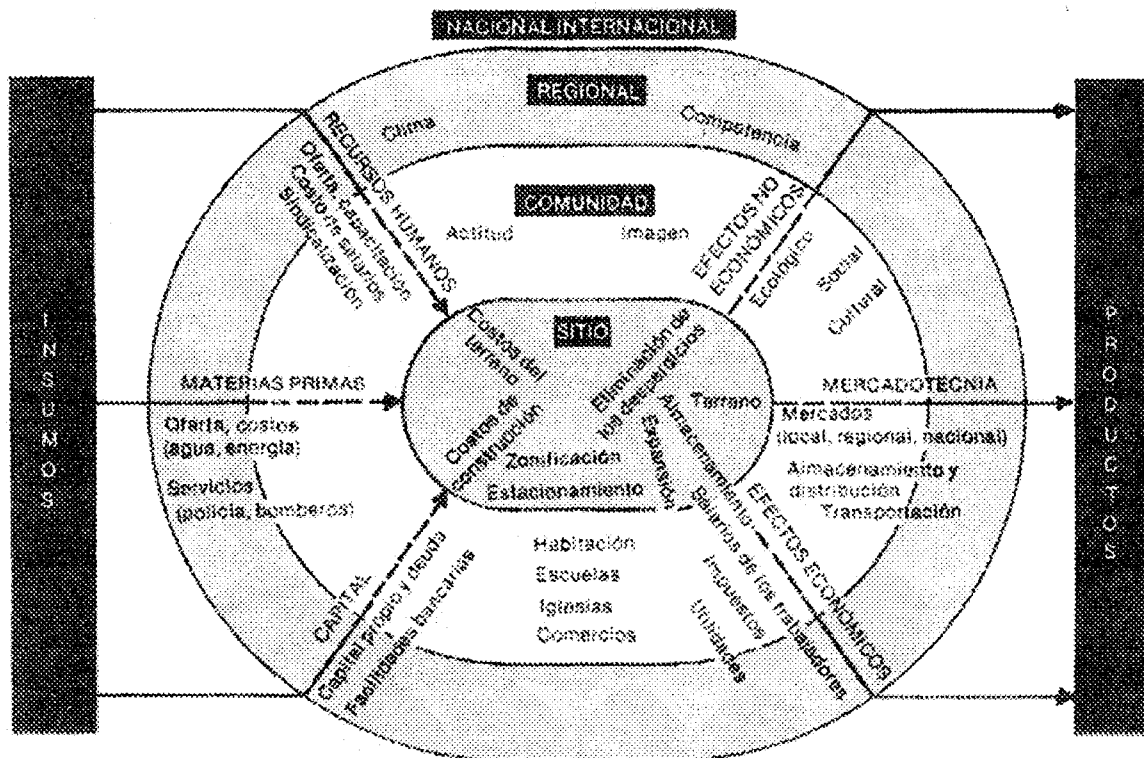 NACIONAL INTERNACIONAL
REGIONAL
Clima
Competencia
COMUNIDAD
Actitud
Imagen
SITIO
INSUMOS
PRODUCTOS
RECURSOS HUMANOS
Oferta, capacitación
Costo de salarios
Sindicalización
EFECTOS NO
ECONOMICOS
Ecológico
Social
Cultural
Costos del
terreno
Eliminación de
los desperdicios
MATERIAS PRIMAS
Oferta, costos
(agua, energía)
Servicios
(policía, bomberos)
Costos de
construcción
Zonificación
Estacionamiento
Terreno
Almacenamiento
Expansión
MERCADOTECNIA
Mercados
(local, regional, nacional)
Almacenamiento y
distribución
Transportación
CAPITAL
Capital propio y deuda
Facilidades bancarias
Habitación
Escuelas
Iglesias
Comercios
EFECTOS ECONOMICOS
Salarios de los trabajadores
Impuestos
Utilidades